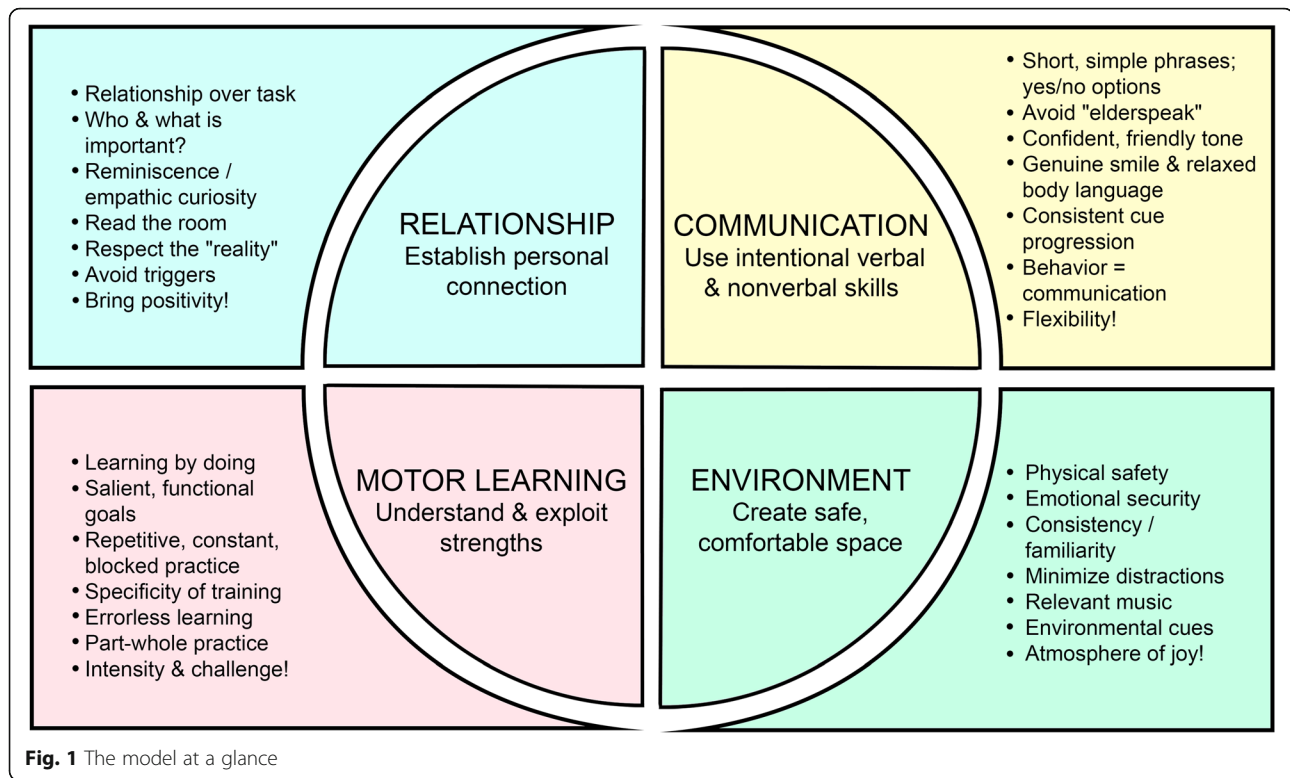 • Relationship over task
• Who & what is
important?
• Reminiscence /
empathic curiosity
• Read the room
• Respect the "reality"
• Avoid triggers
• Bring positivity!
RELATIONSHIP
Establish personal
connection
COMMUNICATION
Use intentional verbal
& nonverbal skills
• Short, simple phrases;
yes/no options
• Avoid "elderspeak"
• Confident, friendly tone
• Genuine smile & relaxed
body language
• Consistent cue
progression
• Behavior =
communication
• Flexibility!
• Learning by doing
• Salient, functional
goals
• Repetitive, constant,
blocked practice
• Specificity of training
• Errorless learning
• Part-whole practice
• Intensity & challenge!
MOTOR LEARNING
Understand & exploit
strengths
ENVIRONMENT
Create safe,
comfortable space
• Physical safety
• Emotional security
• Consistency /
familiarity
• Minimize distractions
• Relevant music
• Environmental cues
• Atmosphere of joy!
Fig. 1 The model at a glance